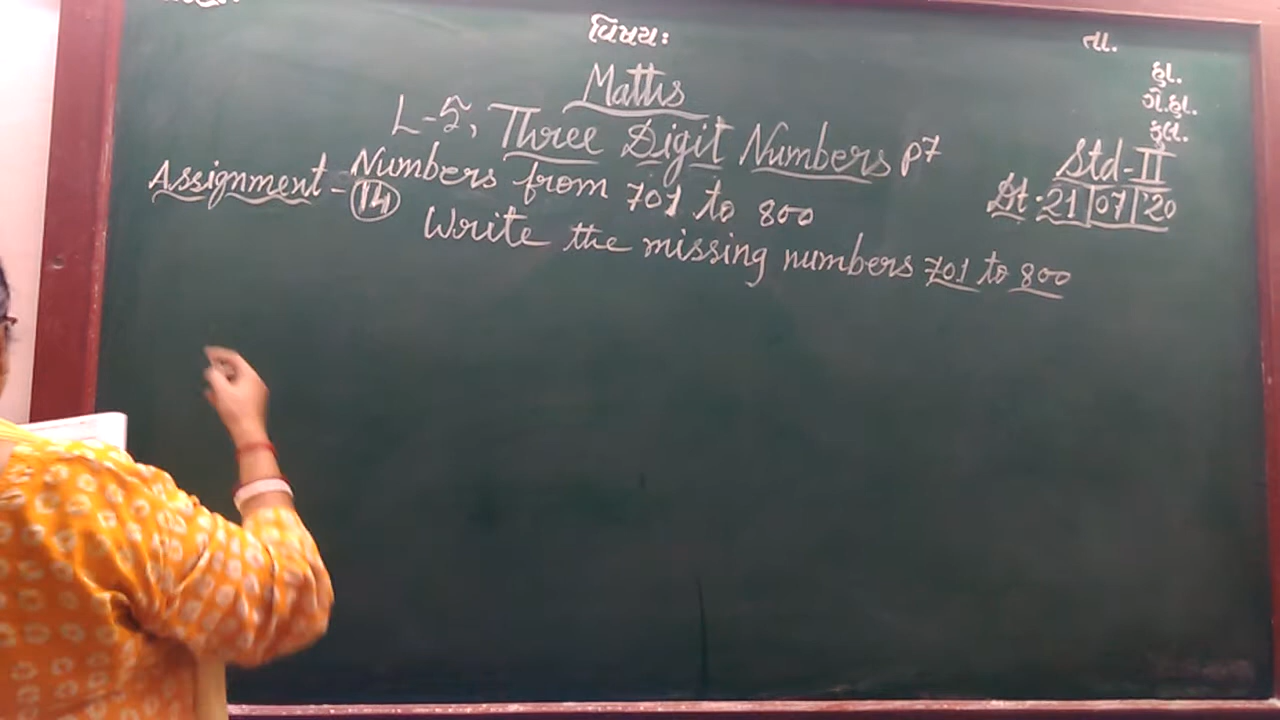 વિષય:
તા.
હા.
ગે.હા.
કુલ.
Maths
L-5, Three Digit Numbers P7
Std-II
Dt:21|07|'20
Numbers from 701 to 800
Assignment - 14
Write the missing numbers 701 to 800